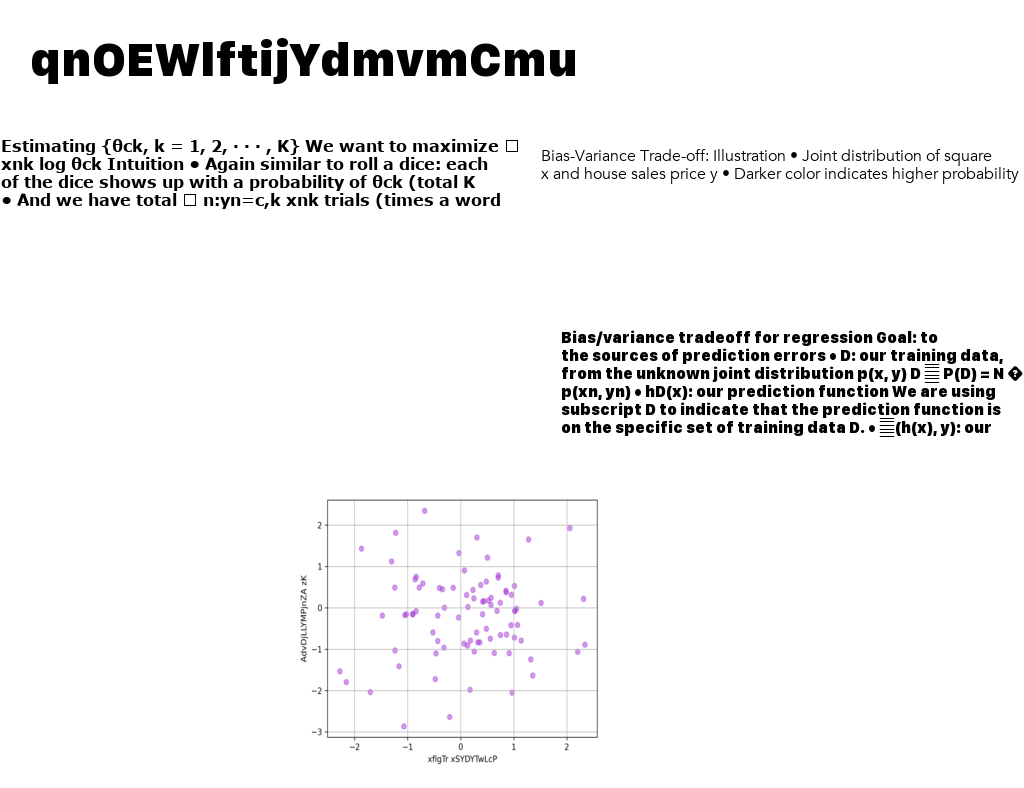 qnOEWlftijYdmvmCmu
Estimating {θck, k = 1, 2, · · · , K} We want to maximize □
xnk log θck Intuition • Again similar to roll a dice: each
of the dice shows up with a probability of θck (total K
• And we have total □ n:yn=c,k xnk trials (times a word
Bias-Variance Trade-off: Illustration • Joint distribution of square
x and house sales price y • Darker color indicates higher probability
Bias/variance tradeoff for regression Goal: to
the sources of prediction errors • D: our training data,
from the unknown joint distribution p(x, y) D P(D) = N �
p(xn, yn) • hD(x): our prediction function We are using
subscript D to indicate that the prediction function is
on the specific set of training data D. • (h(x), y): our
AdvDjLLYMPjnZA zK
2
1
0
−1
−2
−3
−2 −1 0 1 2
xflgTr xSYDYTwLcP